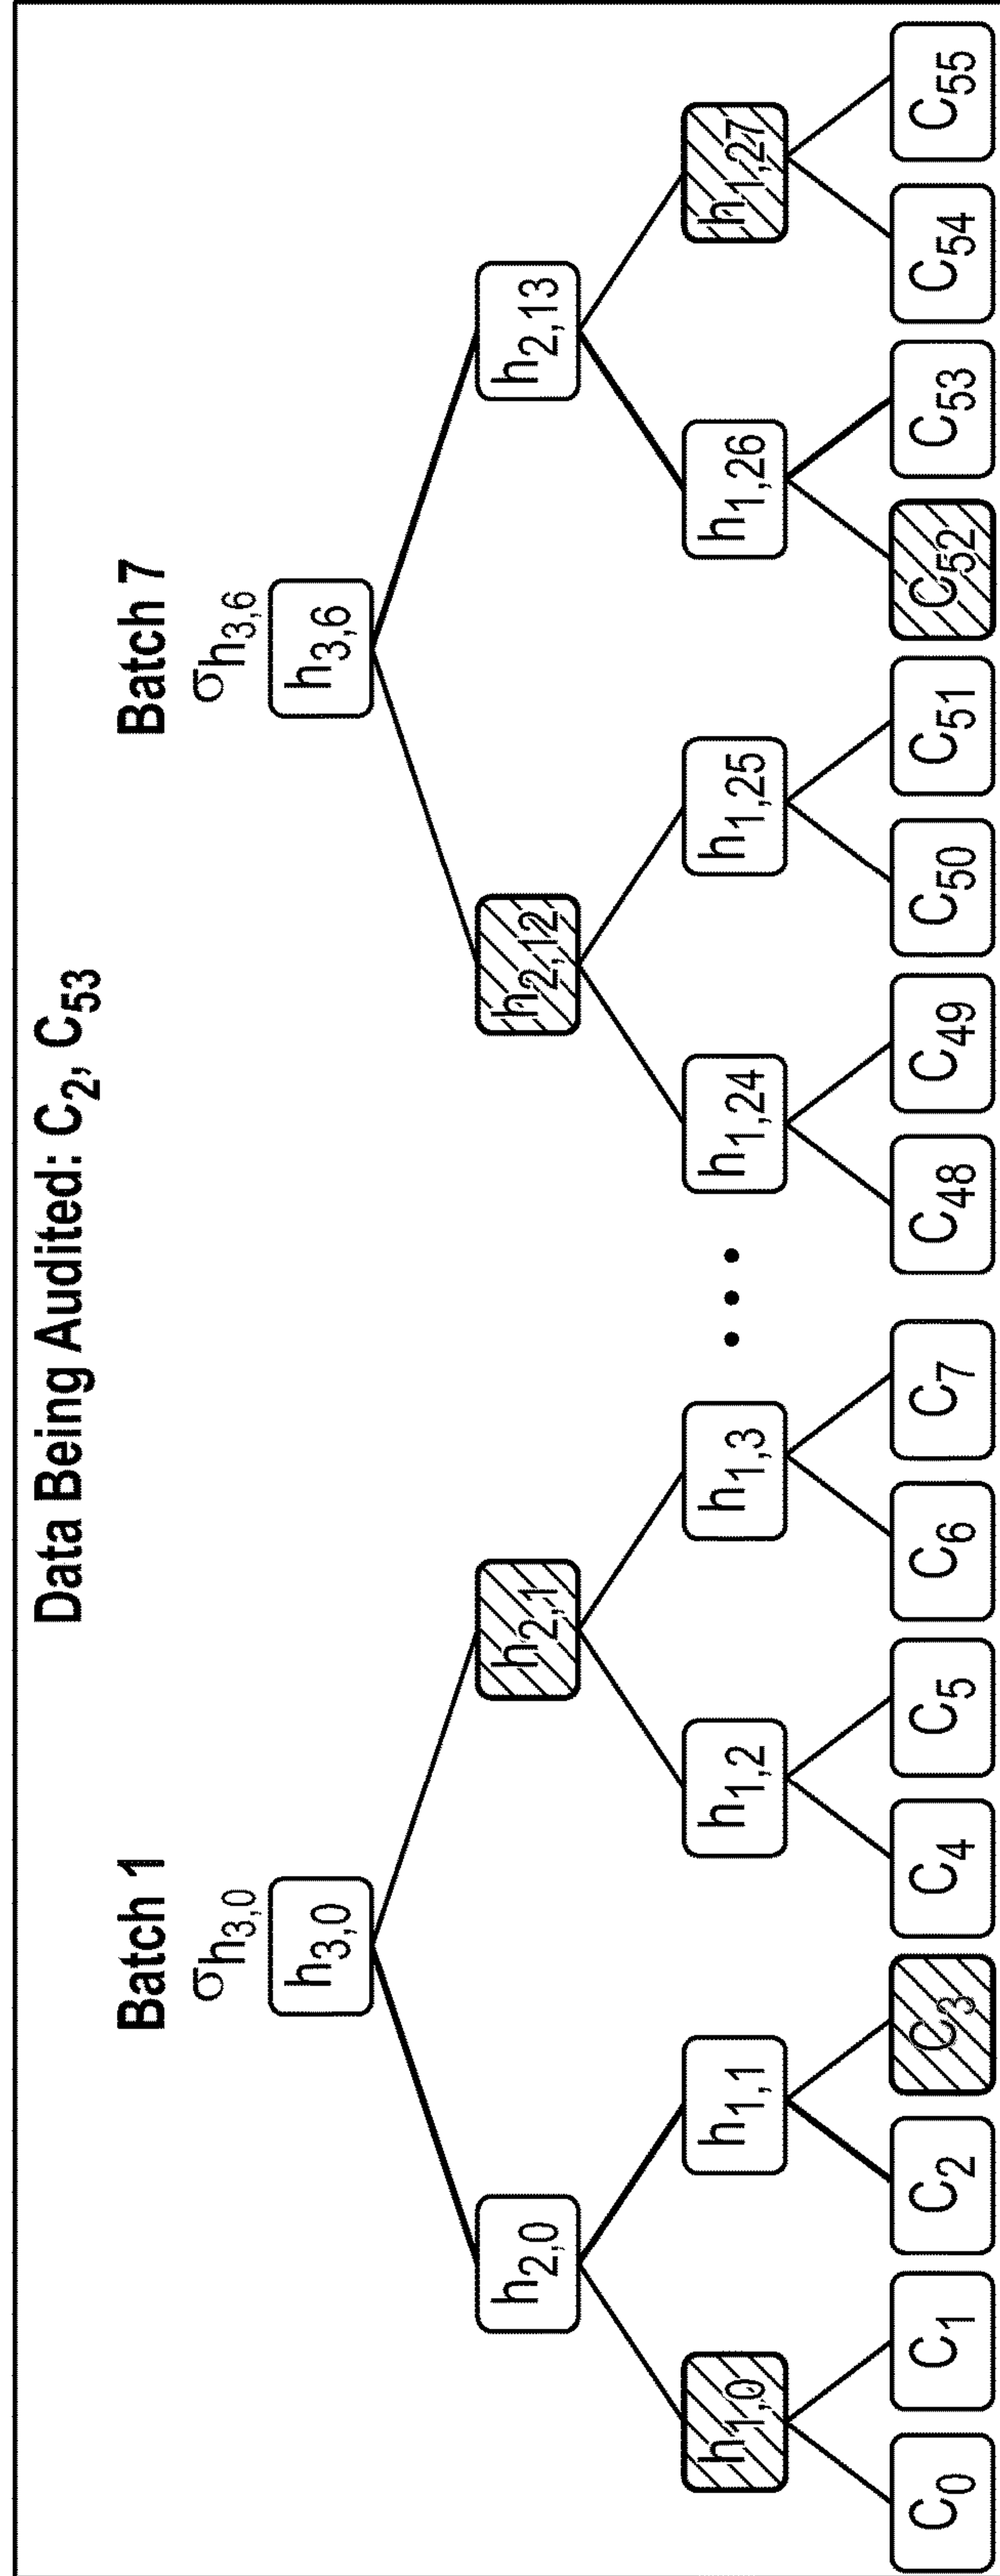 Data Being Audited: C2, C53
Batch 1 Batch 7
σh3,0 σh3,6
h3,0 h3,6
h2,0 h2,1 h2,12 h2,13
h1,0 h1,1 h1,2 h1,3 • • • h1,24 h1,25 h1,26 h1,27
C0 C1 C2 C3 C4 C5 C6 C7 C48 C49 C50 C51 C52 C53 C54 C55